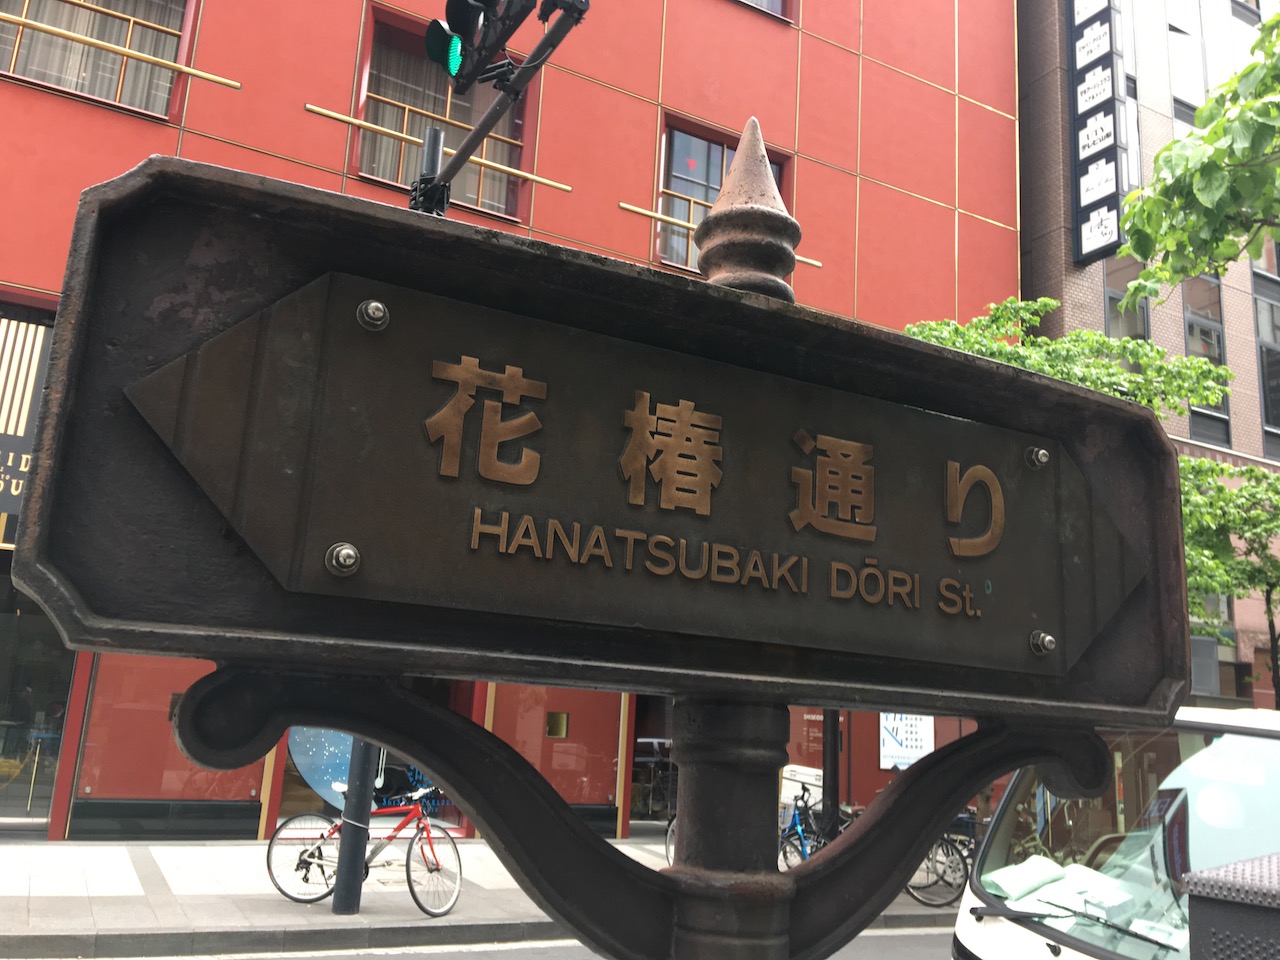 花椿通り
HANATSUBAKI DŌRI St.